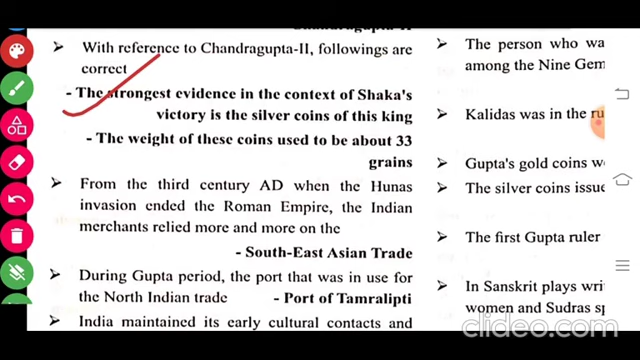 Chandragupta-II
With reference to Chandragupta-II, followings are
correct
- The strongest evidence in the context of Shaka's
victory is the silver coins of this king
- The weight of these coins used to be about 33
grains
From the third century AD when the Hunas
invasion ended the Roman Empire, the Indian
merchants relied more and more on the
- South-East Asian Trade
During Gupta period, the port that was in use for
the North Indian trade - Port of Tamralipti
India maintained its early cultural contacts and
The person who wa
among the Nine Gem
Kalidas was in the ru
Gupta's gold coins w
The silver coins issue
The first Gupta ruler
In Sanskrit plays wri
women and Sudras sp
clideo.com